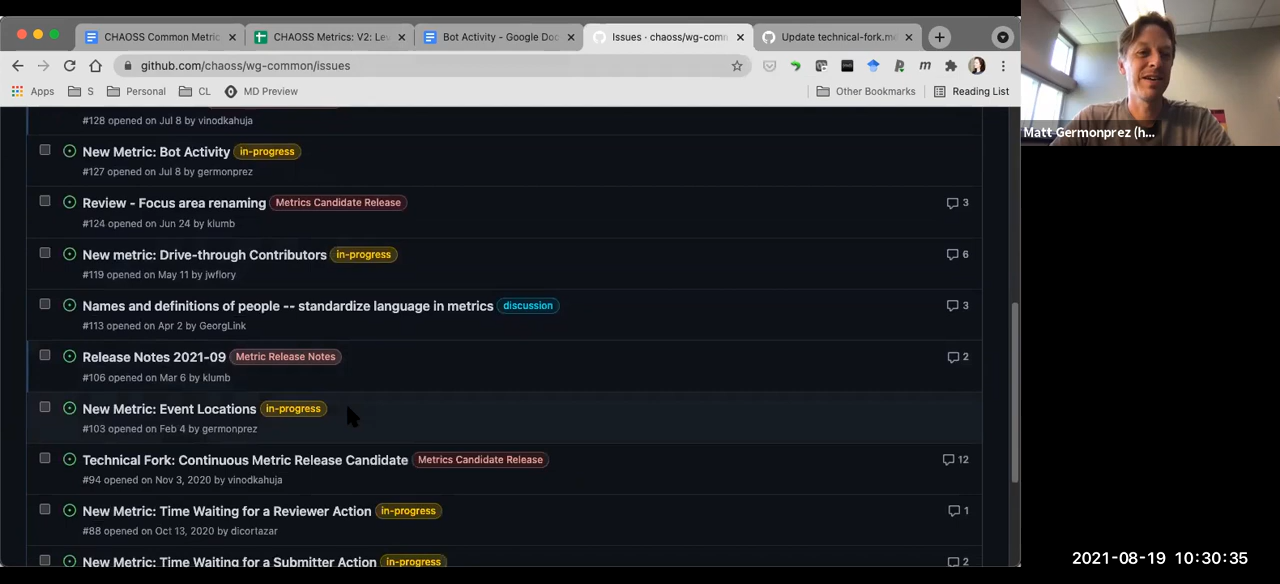 CHAOSS Common Metric
CHAOSS Metrics: V2: Lev
Bot Activity - Google Doc
Issues · chaoss/wg-comm
Update technical-fork.m
github.com/chaoss/wg-common/issues
Apps
S
Personal
CL
MD Preview
Other Bookmarks
Reading List
#128 opened on Jul 8 by vinodkahuja
New Metric: Bot Activity in-progress
#127 opened on Jul 8 by germonprez
Review - Focus area renaming Metrics Candidate Release 3
#124 opened on Jun 24 by klumb
New metric: Drive-through Contributors in-progress 6
#119 opened on May 11 by jwflory
Names and definitions of people -- standardize language in metrics discussion 3
#113 opened on Apr 2 by GeorgLink
Release Notes 2021-09 Metric Release Notes 2
#106 opened on Mar 6 by klumb
New Metric: Event Locations in-progress
#103 opened on Feb 4 by germonprez
Technical Fork: Continuous Metric Release Candidate Metrics Candidate Release 12
#94 opened on Nov 3, 2020 by vinodkahuja
New Metric: Time Waiting for a Reviewer Action in-progress 1
#88 opened on Oct 13, 2020 by dicortazar
New Metric: Time Waiting for a Submitter Action in-progress 2
Matt Germonprez (h...
2021-08-19 10:30:35